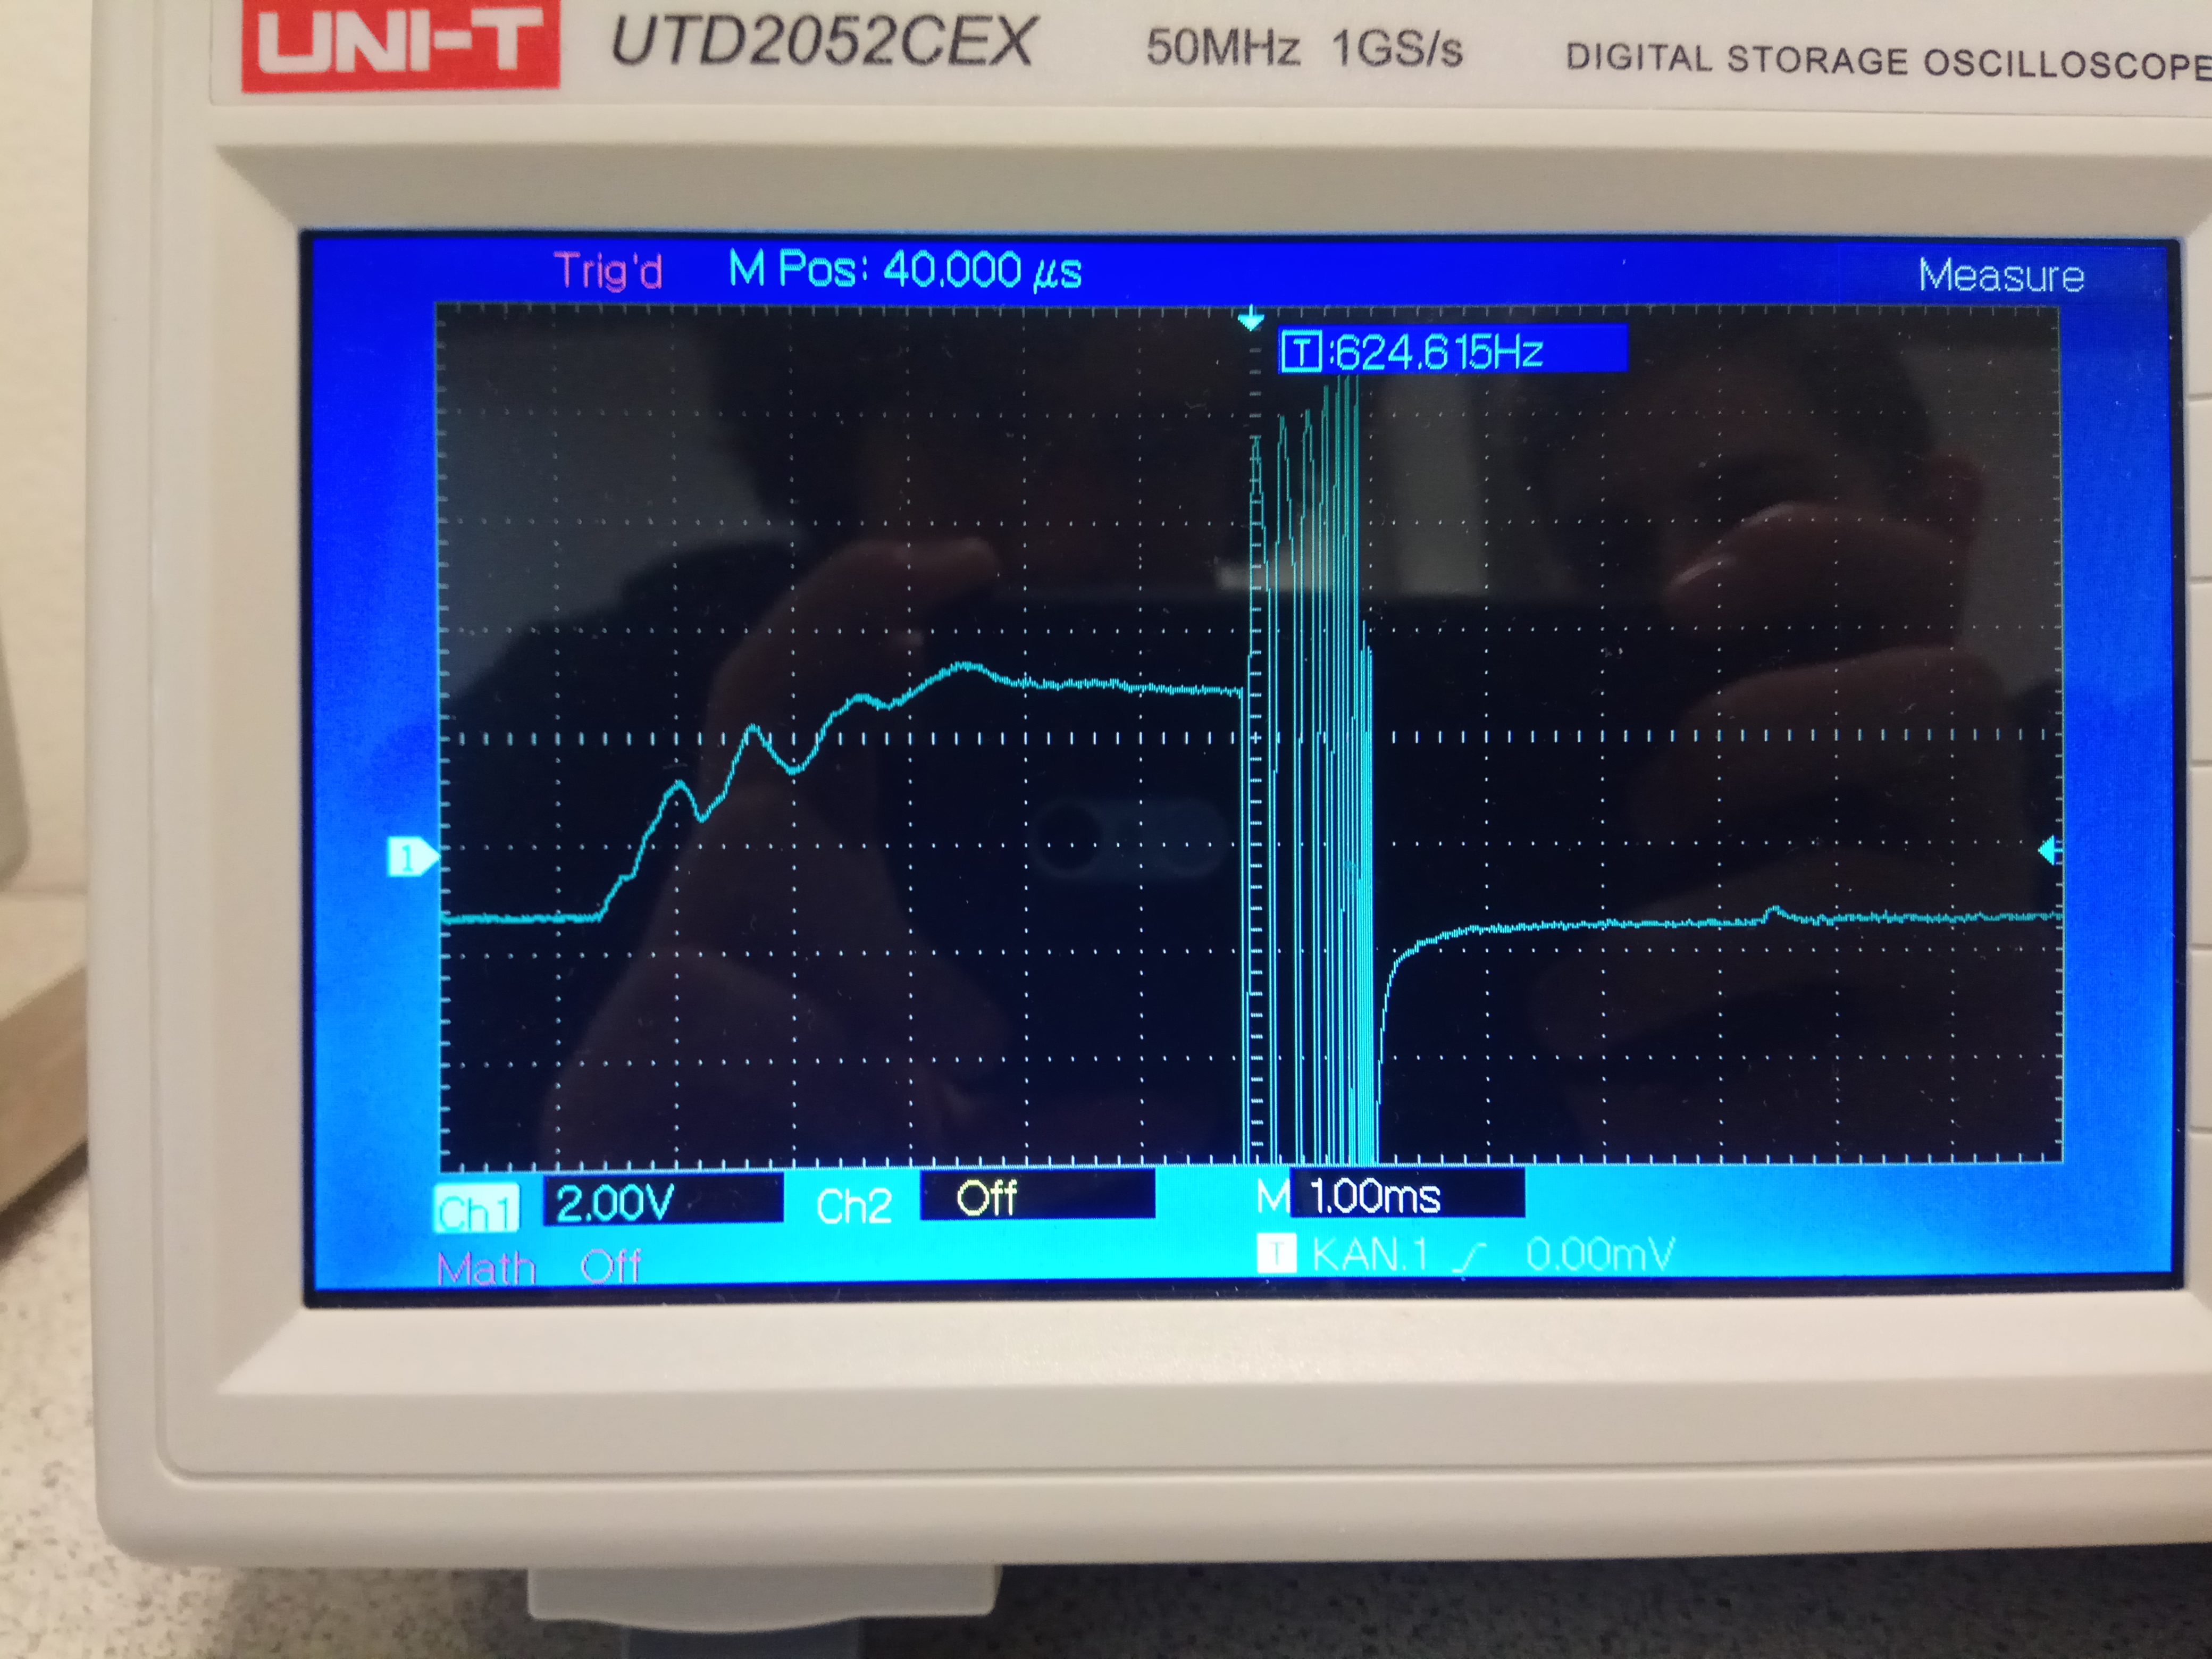 UNI-T UTD2052CEX 50MHz 1GS/s DIGITAL STORAGE OSCILLOSCOPE
Trig'd M Pos: 40.000 μs Measure
T:624.615Hz
1
Ch1 2.00V Ch2 Off M 1.00ms
Math Off T KAN.1 0.00mV